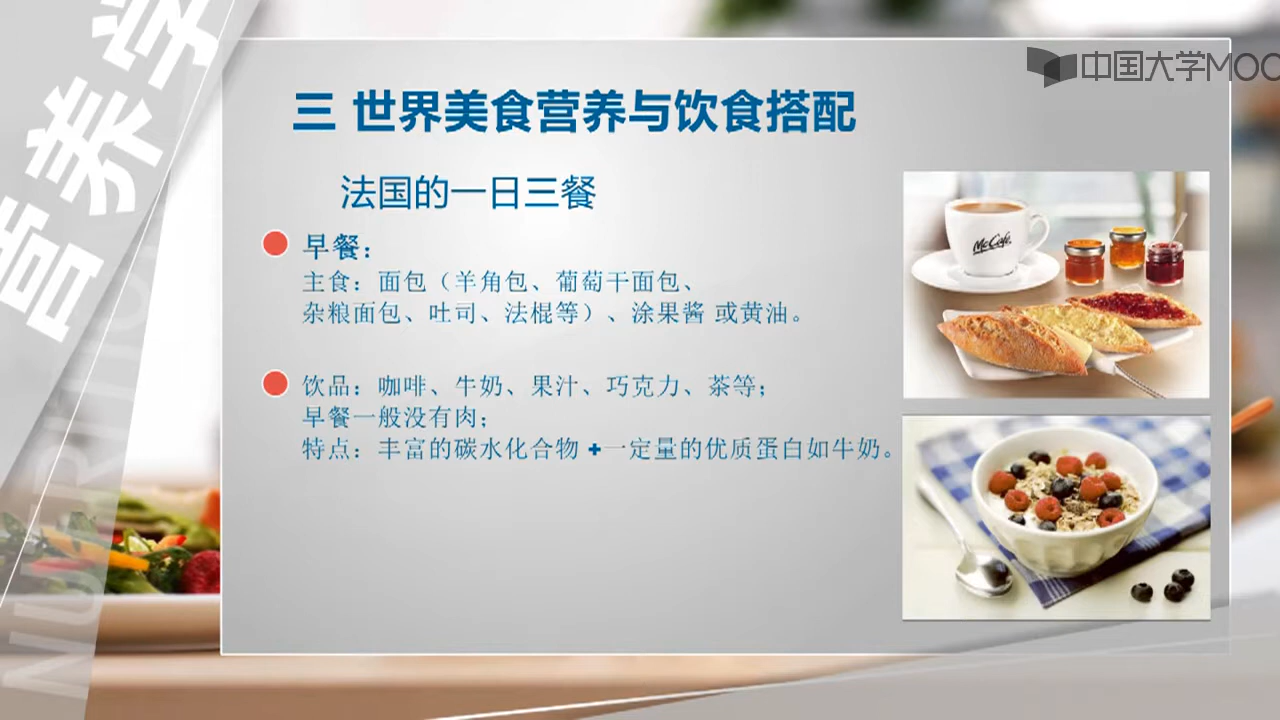 营养学
NUTRITION
中国大学MOOC
三 世界美食营养与饮食搭配
法国的一日三餐
早餐：
主食：面包（羊角包、葡萄干面包、
杂粮面包、吐司、法棍等）、涂果酱 或黄油。
饮品：咖啡、牛奶、果汁、巧克力、茶等；
早餐一般没有肉；
特点：丰富的碳水化合物 +一定量的优质蛋白如牛奶。
McCafé